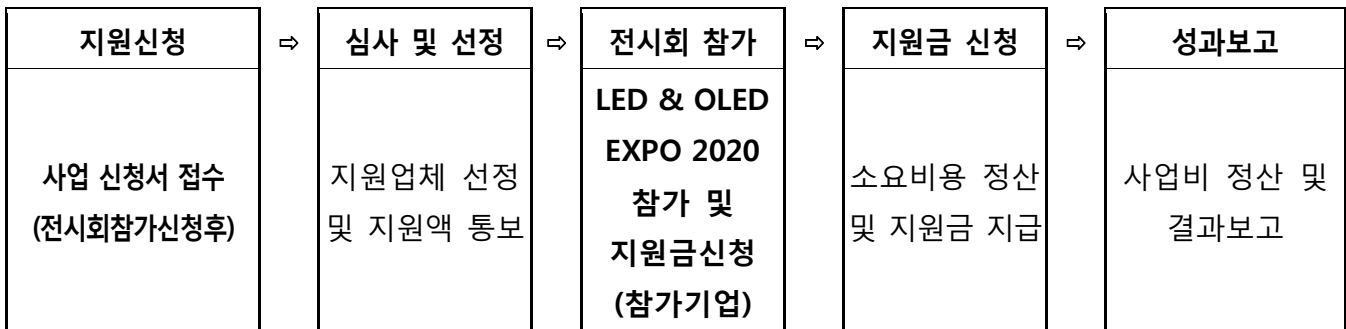 지원신청 ⇨ 심사 및 선정 ⇨ 전시회 참가 ⇨ 지원금 신청 ⇨ 성과보고
사업 신청서 접수
(전시회참가신청후)
지원업체 선정
및 지원액 통보
LED & OLED
EXPO 2020
참가 및
지원금신청
(참가기업)
소요비용 정산
및 지원금 지급
사업비 정산 및
결과보고